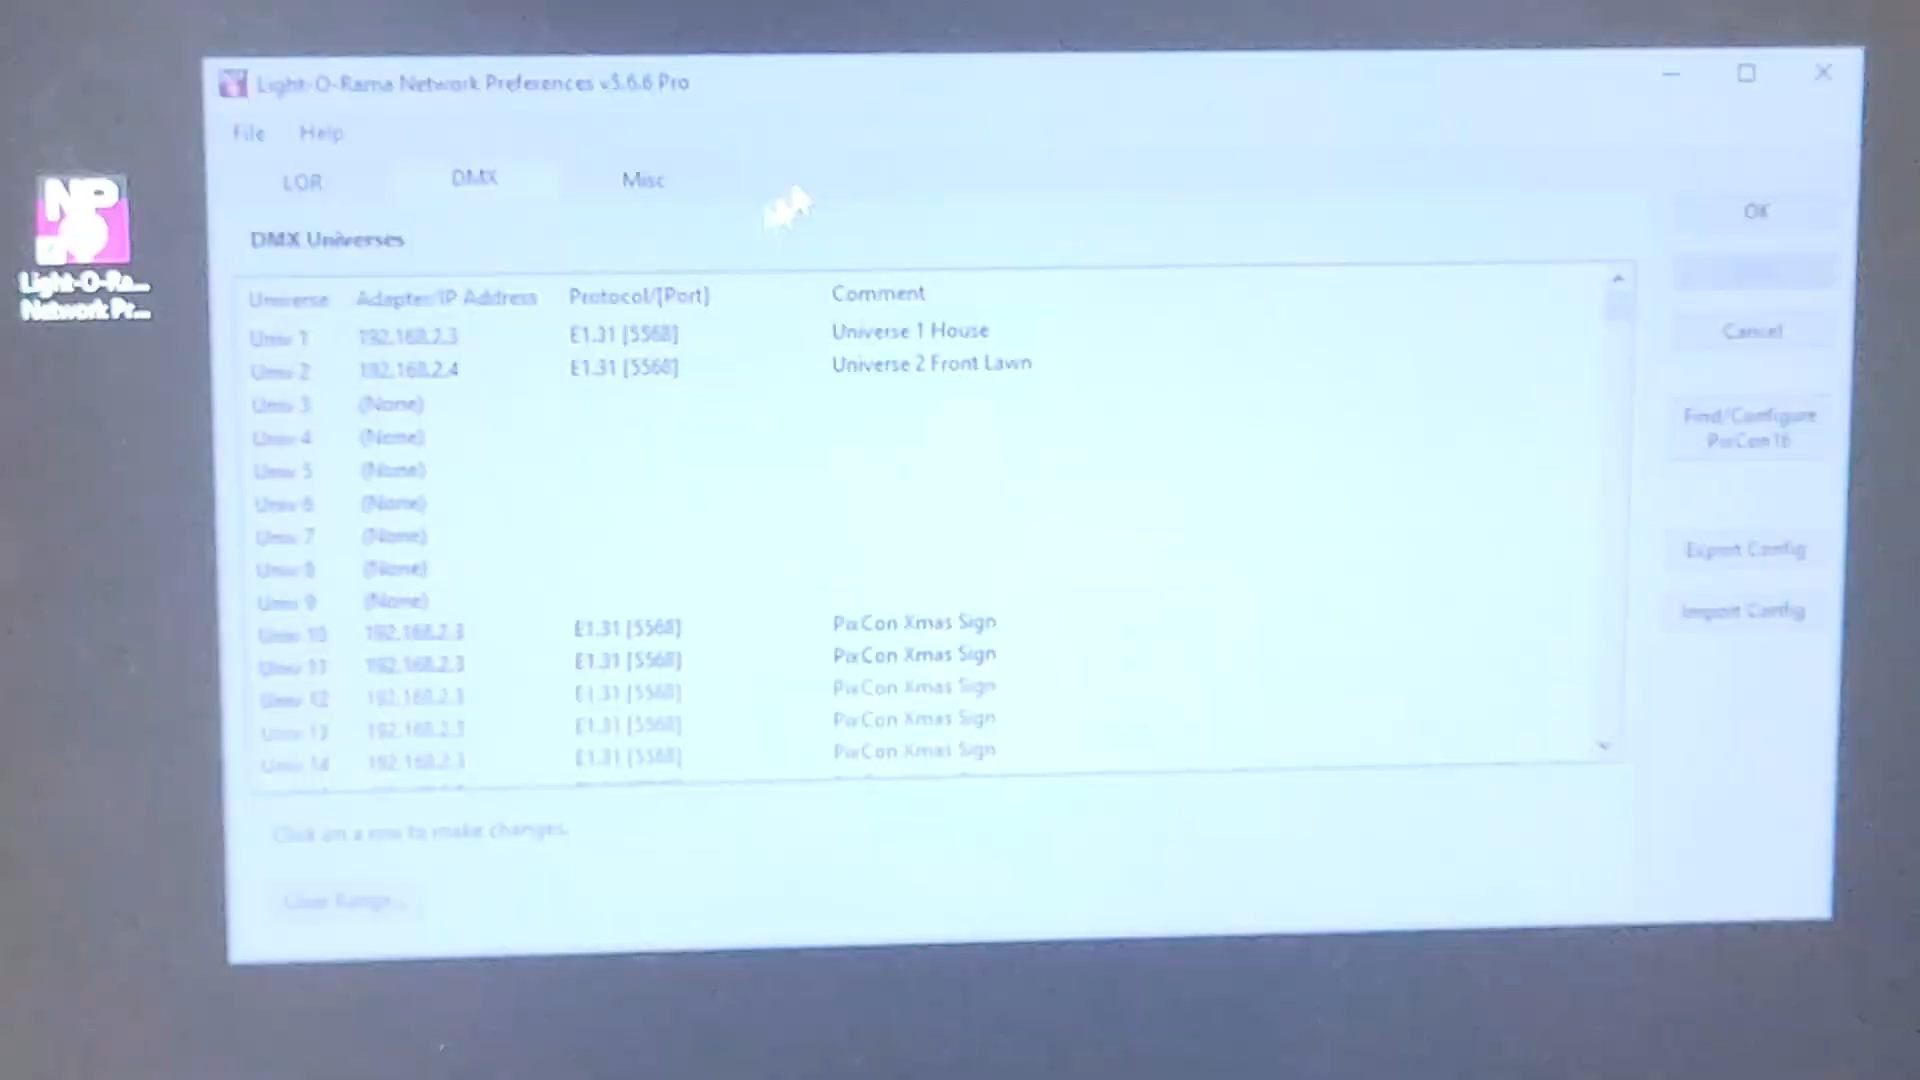 Light-O-Rama Network Preferences v5.6.6 Pro
File Help
LOR DMX Misc
DMX Universes
Universe Adapter/IP Address Protocol/[Port] Comment
Univ 1 192.168.2.3 E1.31 [5568] Universe 1 House
Univ 2 192.168.2.4 E1.31 [5568] Universe 2 Front Lawn
Univ 3 (None)
Univ 4 (None)
Univ 5 (None)
Univ 6 (None)
Univ 7 (None)
Univ 8 (None)
Univ 9 (None)
Univ 10 192.168.2.3 E1.31 [5568] PixCon Xmas Sign
Univ 11 192.168.2.3 E1.31 [5568] PixCon Xmas Sign
Univ 12 192.168.2.3 E1.31 [5568] PixCon Xmas Sign
Univ 13 192.168.2.3 E1.31 [5568] PixCon Xmas Sign
Univ 14 192.168.2.3 E1.31 [5568] PixCon Xmas Sign
Click on a row to make changes.
Clear Range...
OK
Cancel
Find/Configure
PixCon16
Export Config
Import Config
NP
Light-O-Ra...
Network Pr...